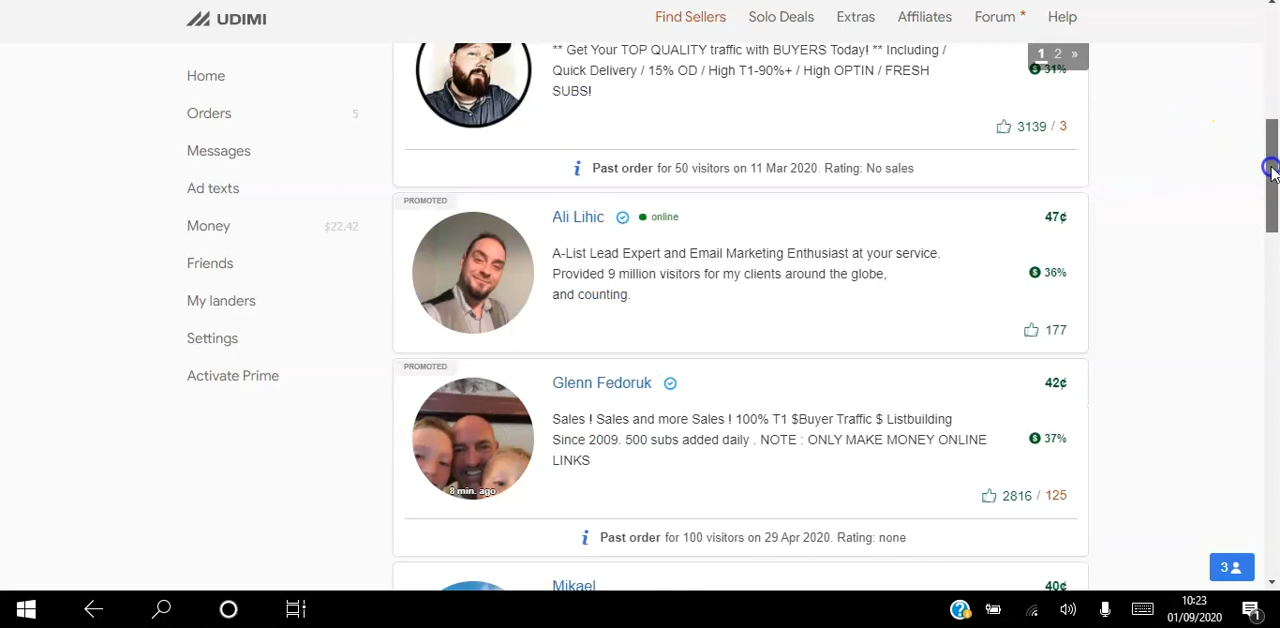 UDIMI
Find Sellers Solo Deals Extras Affiliates Forum * Help
Home
Orders 5
Messages
Ad texts
Money $22.42
Friends
My landers
Settings
Activate Prime
** Get Your TOP QUALITY traffic with BUYERS Today! ** Including /
Quick Delivery / 15% OD / High T1-90%+ / High OPTIN / FRESH
SUBS!
1 2 »
$ 31%
3139 / 3
i Past order for 50 visitors on 11 Mar 2020. Rating: No sales
PROMOTED
Ali Lihic online 47¢
A-List Lead Expert and Email Marketing Enthusiast at your service.
Provided 9 million visitors for my clients around the globe,
and counting.
$ 36%
177
PROMOTED
Glenn Fedoruk 42¢
Sales ! Sales and more Sales ! 100% T1 $Buyer Traffic $ Listbuilding
Since 2009. 500 subs added daily . NOTE : ONLY MAKE MONEY ONLINE
LINKS
$ 37%
8 min. ago
2816 / 125
i Past order for 100 visitors on 29 Apr 2020. Rating: none
Mikael 40¢
3
10:23
01/09/2020
1